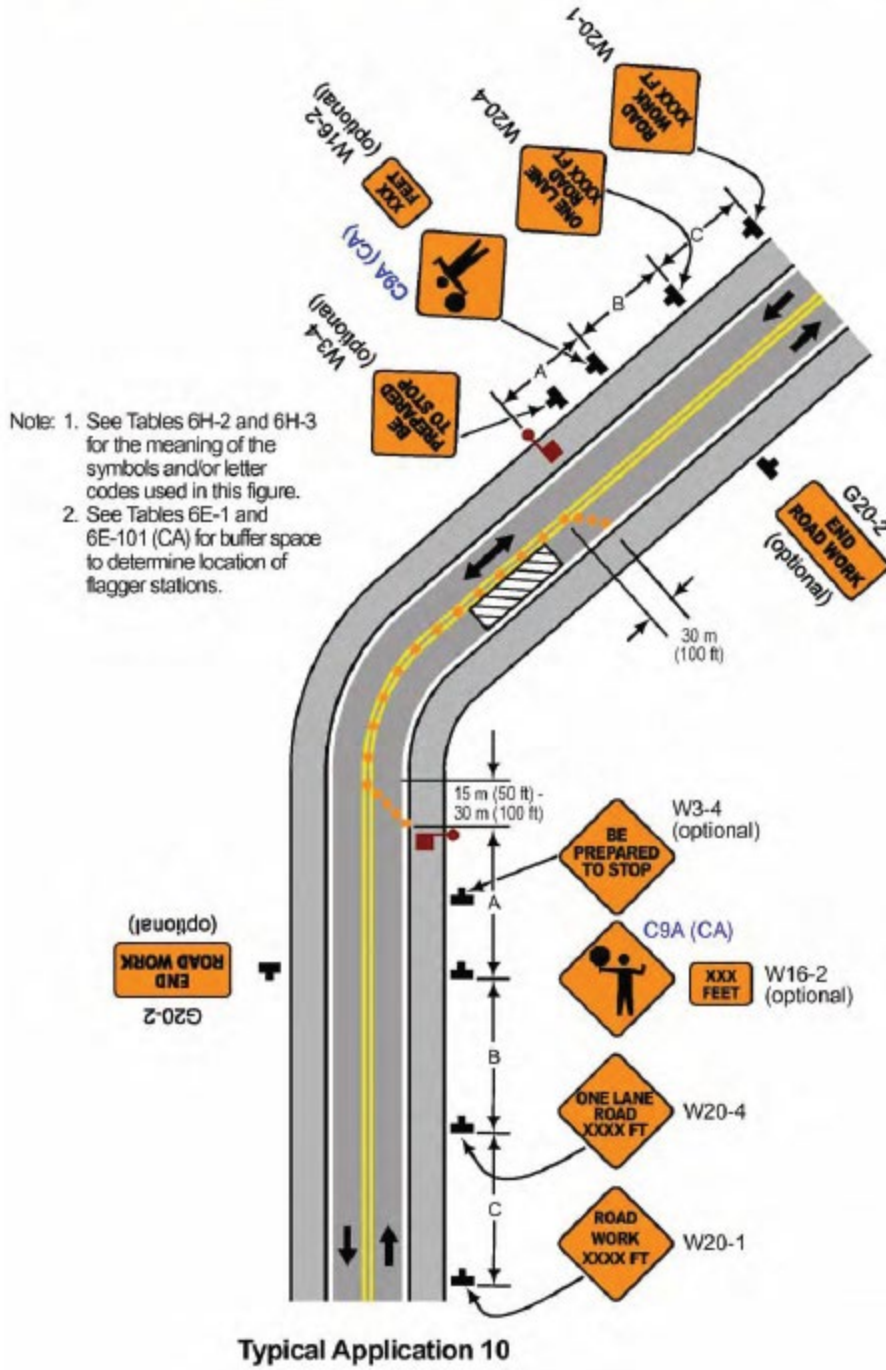 W20-1
ROAD
WORK
XXXX FT
W20-4
ONE LANE
ROAD
XXXX FT
W16-2
(optional)
XXX
FEET
C9A (CA)
W3-4
(optional)
BE
PREPARED
TO STOP
C
B
A
Note: 1. See Tables 6H-2 and 6H-3
for the meaning of the
symbols and/or letter
codes used in this figure.
2. See Tables 6E-1 and
6E-101 (CA) for buffer space
to determine location of
flagger stations.
G20-2
END
ROAD WORK
(optional)
30 m
(100 ft)
15 m (50 ft) -
30 m (100 ft)
W3-4
(optional)
BE
PREPARED
TO STOP
A
C9A (CA)
XXX
FEET
W16-2
(optional)
(optional)
END
ROAD WORK
G20-2
B
ONE LANE
ROAD
XXXX FT
W20-4
C
ROAD
WORK
XXXX FT
W20-1
Typical Application 10